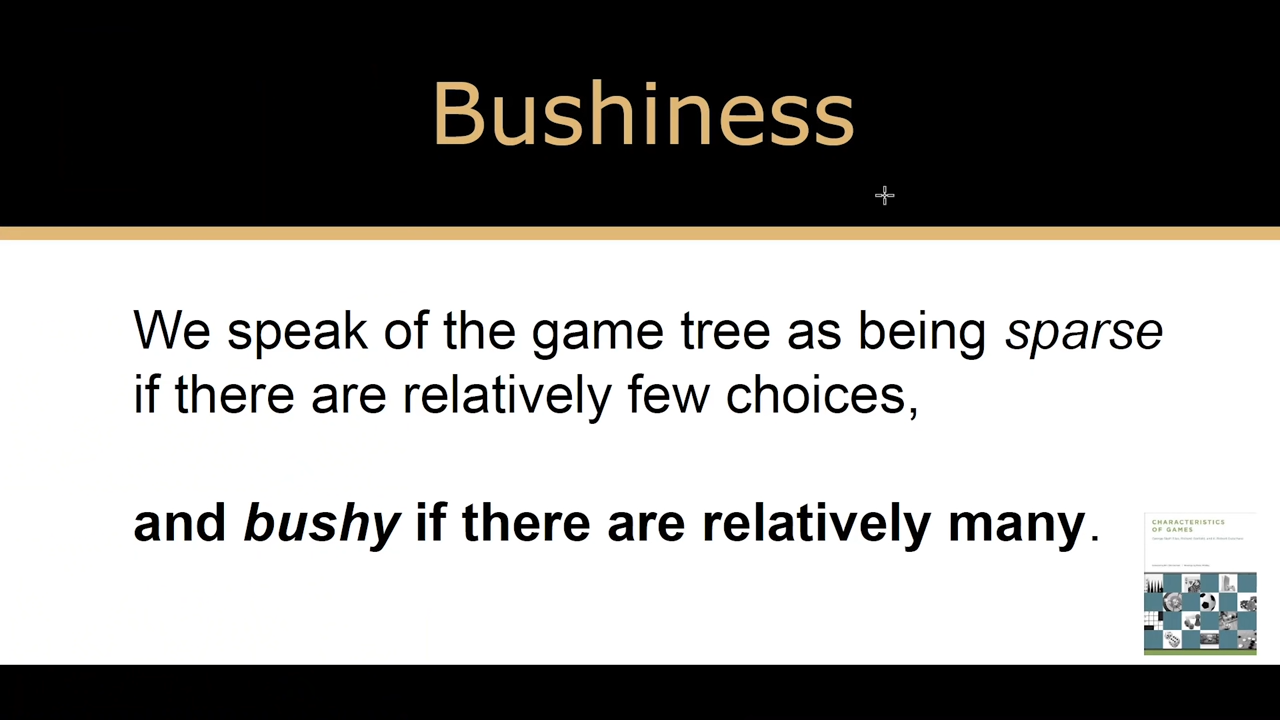 Bushiness
We speak of the game tree as being sparse
if there are relatively few choices,
and bushy if there are relatively many.
CHARACTERISTICS
OF GAMES